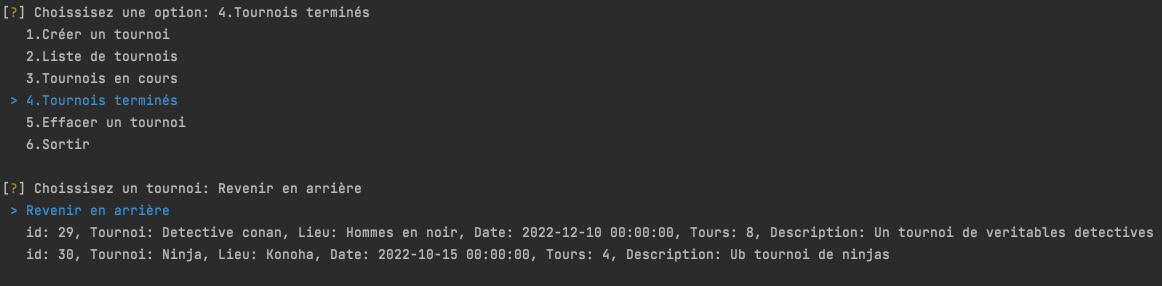 [?] Choissisez une option: 4.Tournois terminés
1.Créer un tournoi
2.Liste de tournois
3.Tournois en cours
> 4.Tournois terminés
5.Effacer un tournoi
6.Sortir
[?] Choissisez un tournoi: Revenir en arrière
> Revenir en arrière
id: 29, Tournoi: Detective conan, Lieu: Hommes en noir, Date: 2022-12-10 00:00:00, Tours: 8, Description: Un tournoi de veritables detectives
id: 30, Tournoi: Ninja, Lieu: Konoha, Date: 2022-10-15 00:00:00, Tours: 4, Description: Ub tournoi de ninjas